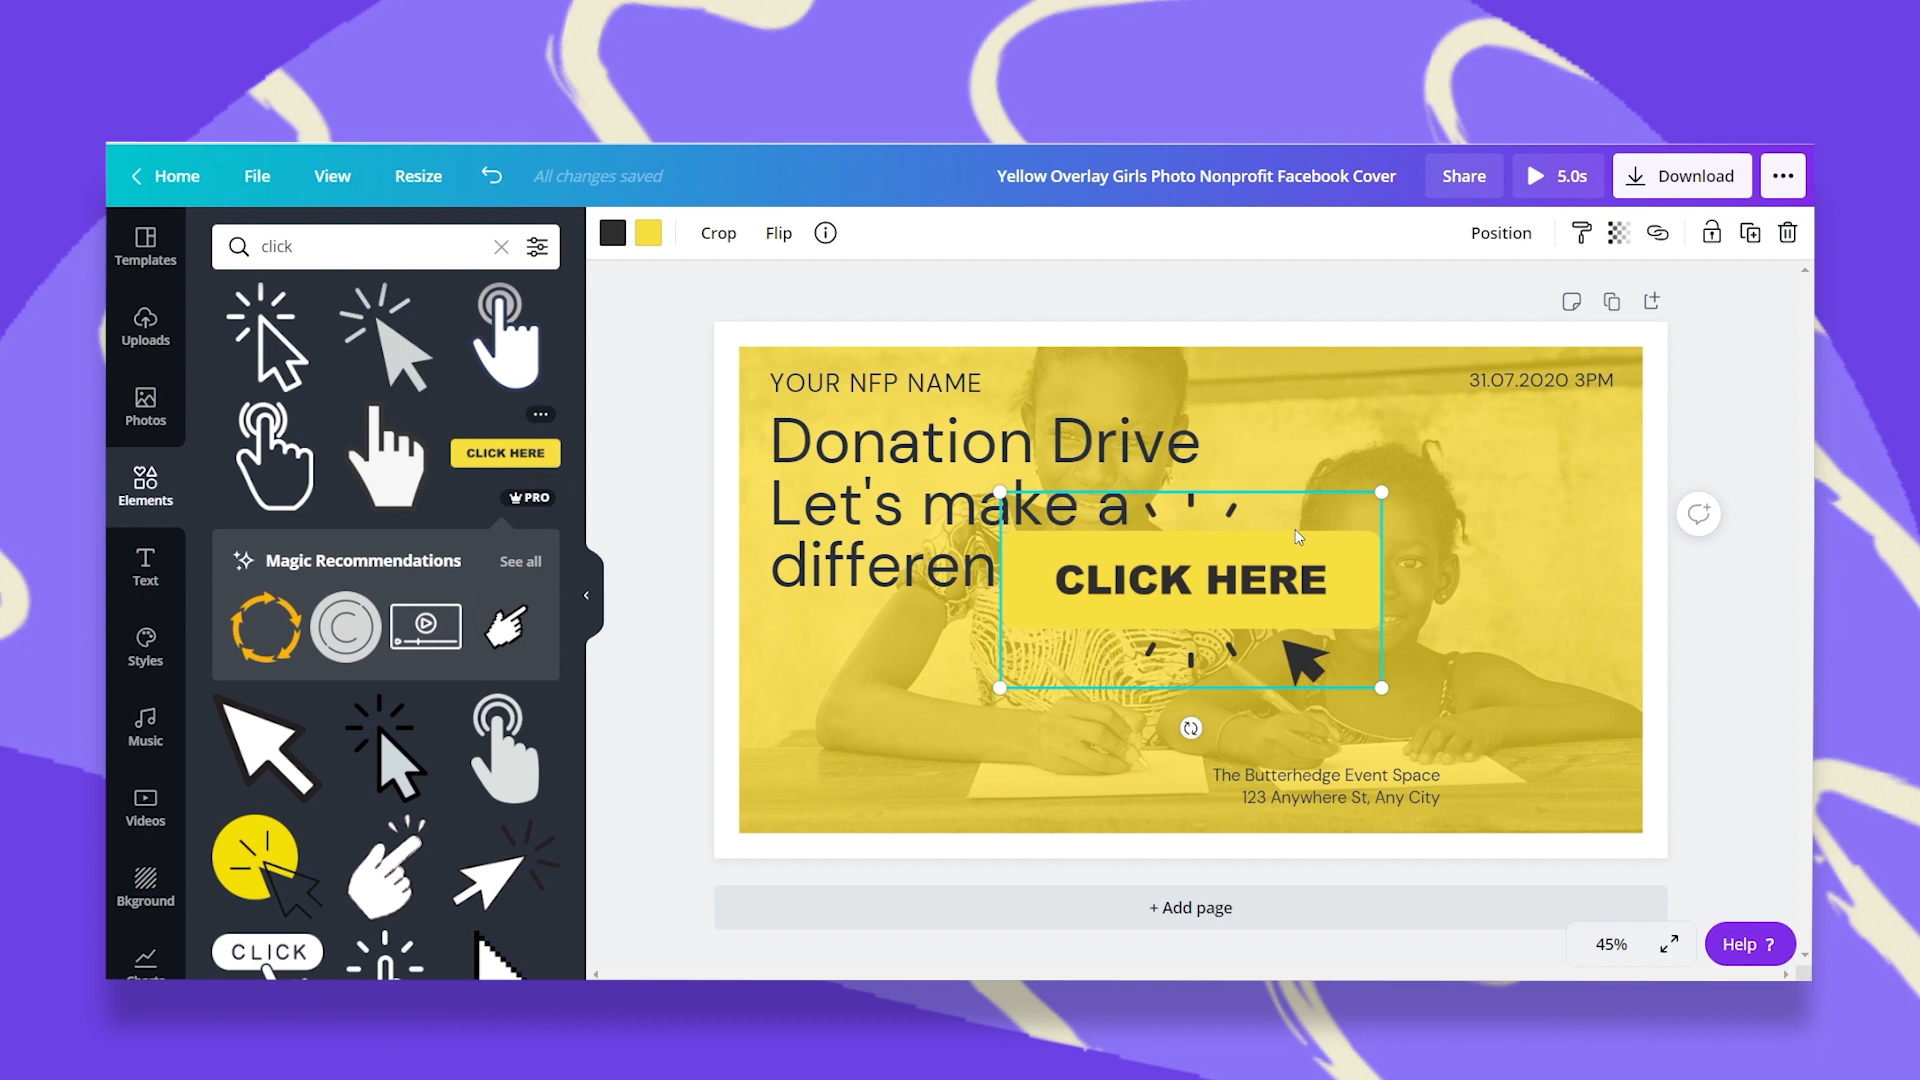 Home
File
View
Resize
All changes saved
Yellow Overlay Girls Photo Nonprofit Facebook Cover
Share
5.0s
Download
Templates
Uploads
Photos
Elements
Text
Styles
Music
Videos
Bkground
click
CLICK HERE
PRO
Magic Recommendations
See all
CLICK
Crop
Flip
Position
YOUR NFP NAME
31.07.2020 3PM
Donation Drive
Let's make a
differen
CLICK HERE
The Butterhedge Event Space
123 Anywhere St, Any City
+ Add page
45%
Help ?